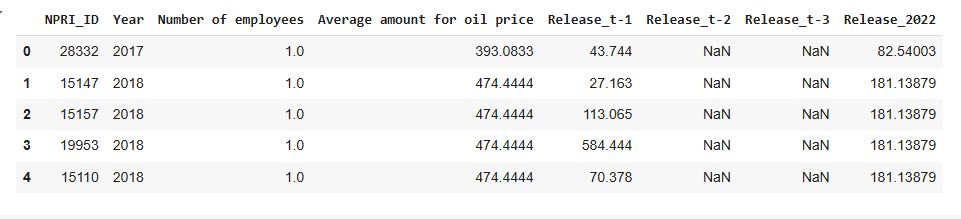 NPRI_ID Year Number of employees Average amount for oil price Release_t-1 Release_t-2 Release_t-3 Release_2022
0 28332 2017 1.0 393.0833 43.744 NaN NaN 82.54003
1 15147 2018 1.0 474.4444 27.163 NaN NaN 181.13879
2 15157 2018 1.0 474.4444 113.065 NaN NaN 181.13879
3 19953 2018 1.0 474.4444 584.444 NaN NaN 181.13879
4 15110 2018 1.0 474.4444 70.378 NaN NaN 181.13879